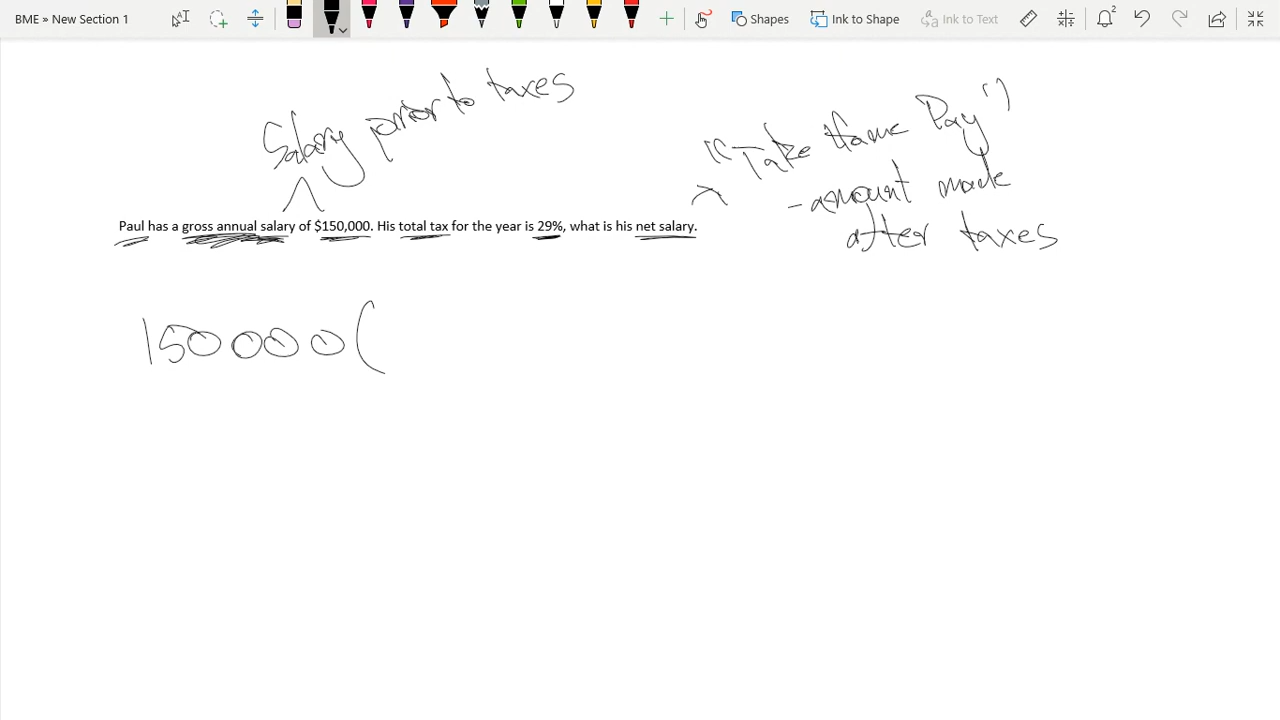 BME » New Section 1
Shapes
Ink to Shape
Ink to Text
2
Salary prior to taxes
"Take Home Pay"
- amount made
after taxes
Paul has a gross annual salary of $150,000. His total tax for the year is 29%, what is his net salary.
150000(